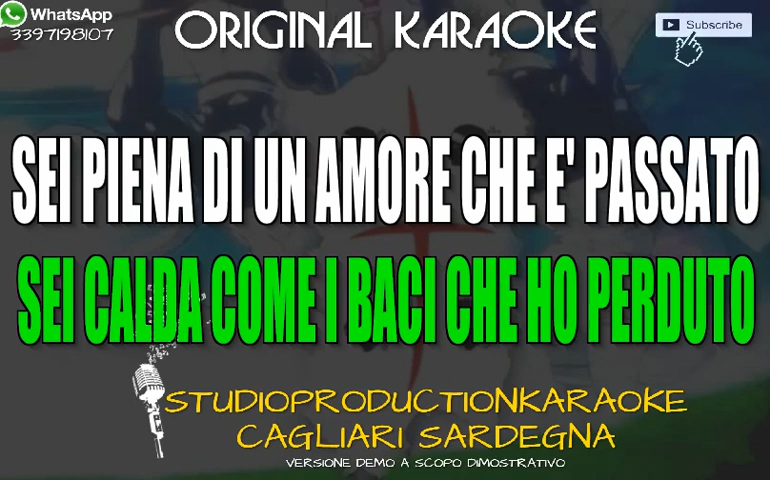 WhatsApp
3397198107
ORIGINAL KARAOKE
Subscribe
SEI PIENA DI UN AMORE CHE E' PASSATO
SEI CALDA COME I BACI CHE HO PERDUTO
STUDIOPRODUCTIONKARAOKE
CAGLIARI SARDEGNA
VERSIONE DEMO A SCOPO DIMOSTRATIVO